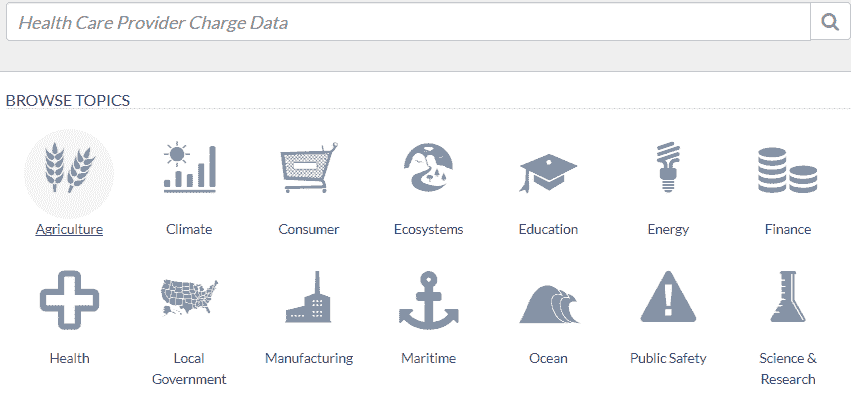 Health Care Provider Charge Data
BROWSE TOPICS
Agriculture
Climate
Consumer
Ecosystems
Education
Energy
Finance
Health
Local
Government
Manufacturing
Maritime
Ocean
Public Safety
Science &
Research